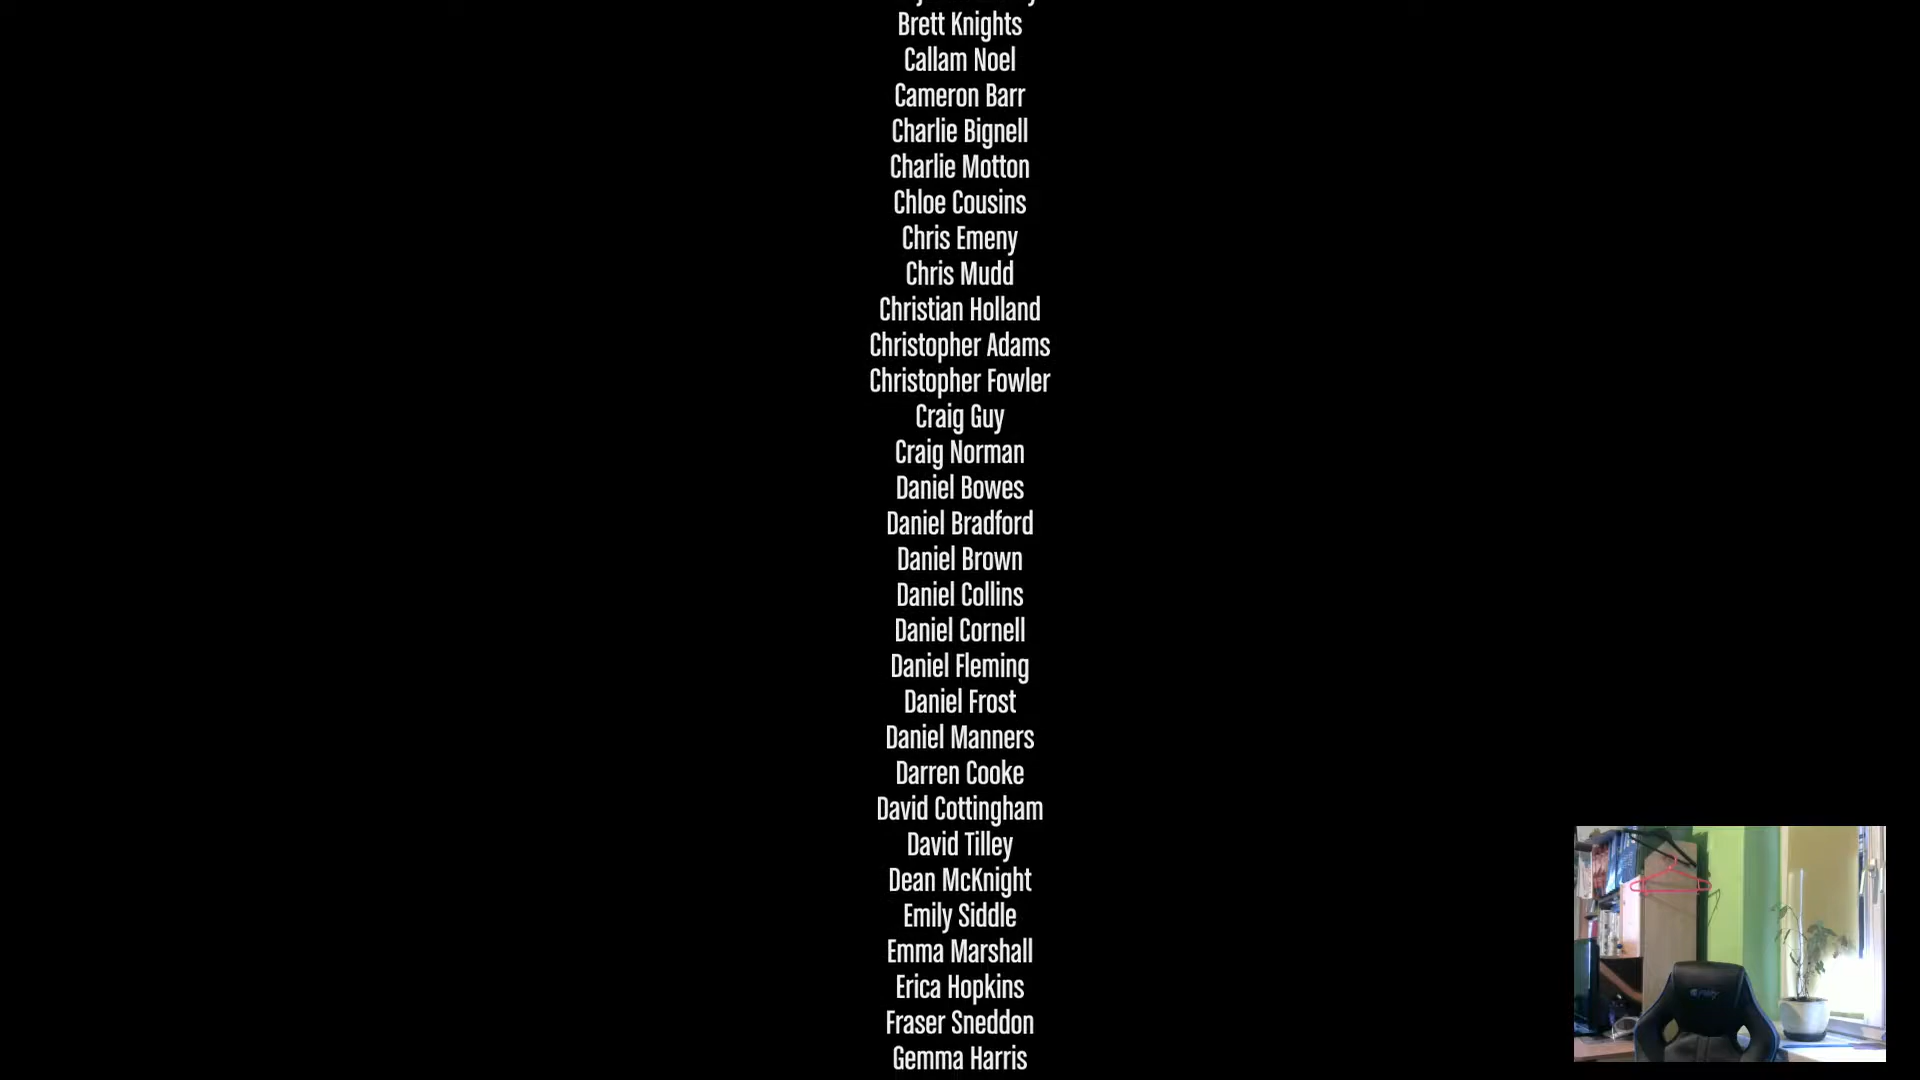 Brett Knights
Callam Noel
Cameron Barr
Charlie Bignell
Charlie Motton
Chloe Cousins
Chris Emeny
Chris Mudd
Christian Holland
Christopher Adams
Christopher Fowler
Craig Guy
Craig Norman
Daniel Bowes
Daniel Bradford
Daniel Brown
Daniel Collins
Daniel Cornell
Daniel Fleming
Daniel Frost
Daniel Manners
Darren Cooke
David Cottingham
David Tilley
Dean McKnight
Emily Siddle
Emma Marshall
Erica Hopkins
Fraser Sneddon
Gemma Harris